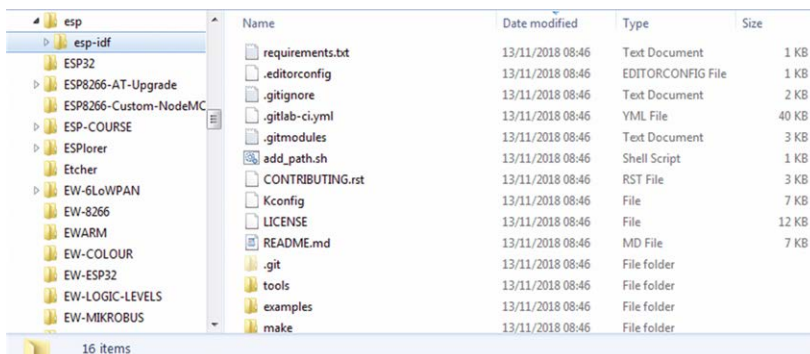 esp
esp-idf
ESP32
ESP8266-AT-Upgrade
ESP8266-Custom-NodeMC
ESP-COURSE
ESPlorer
Etcher
EW-6LoWPAN
EW-8266
EWARM
EW-COLOUR
EW-ESP32
EW-LOGIC-LEVELS
EW-MIKROBUS
Name Date modified Type Size
requirements.txt 13/11/2018 08:46 Text Document 1 KB
.editorconfig 13/11/2018 08:46 EDITORCONFIG File 1 KB
.gitignore 13/11/2018 08:46 Text Document 2 KB
.gitlab-ci.yml 13/11/2018 08:46 YML File 40 KB
.gitmodules 13/11/2018 08:46 Text Document 3 KB
add_path.sh 13/11/2018 08:46 Shell Script 1 KB
CONTRIBUTING.rst 13/11/2018 08:46 RST File 3 KB
Kconfig 13/11/2018 08:46 File 7 KB
LICENSE 13/11/2018 08:46 File 12 KB
README.md 13/11/2018 08:46 MD File 7 KB
.git 13/11/2018 08:46 File folder
tools 13/11/2018 08:46 File folder
examples 13/11/2018 08:46 File folder
make 13/11/2018 08:46 File folder
16 items